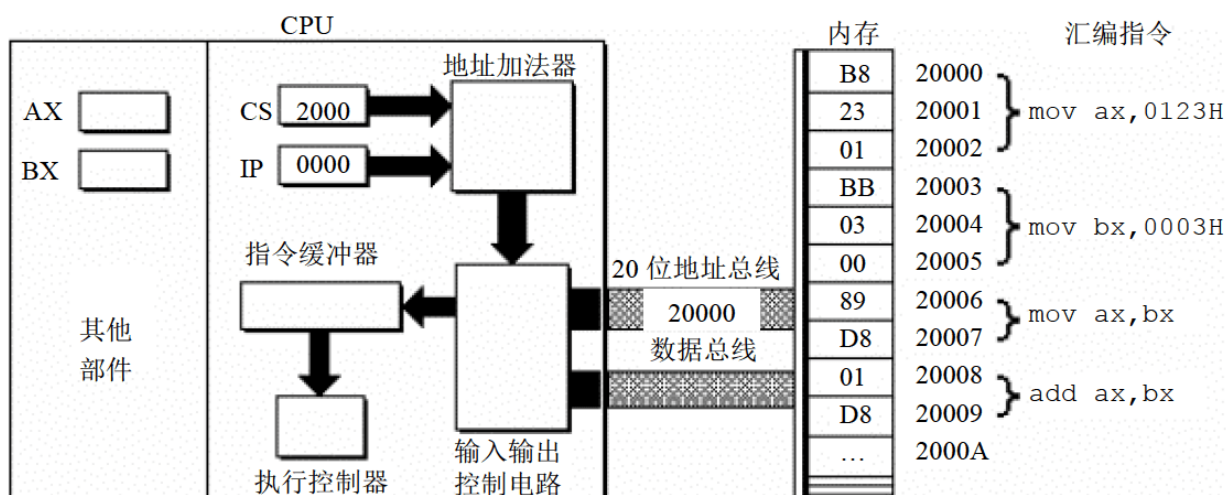 CPU
内存
汇编指令
地址加法器
AX
BX
CS
2000
IP
0000
指令缓冲器
其他
部件
执行控制器
输入输出
控制电路
20 位地址总线
20000
数据总线
B8 20000
23 20001 mov ax,0123H
01 20002
BB 20003
03 20004 mov bx,0003H
00 20005
89 20006
mov ax,bx
D8 20007
01 20008
add ax,bx
D8 20009
… 2000A